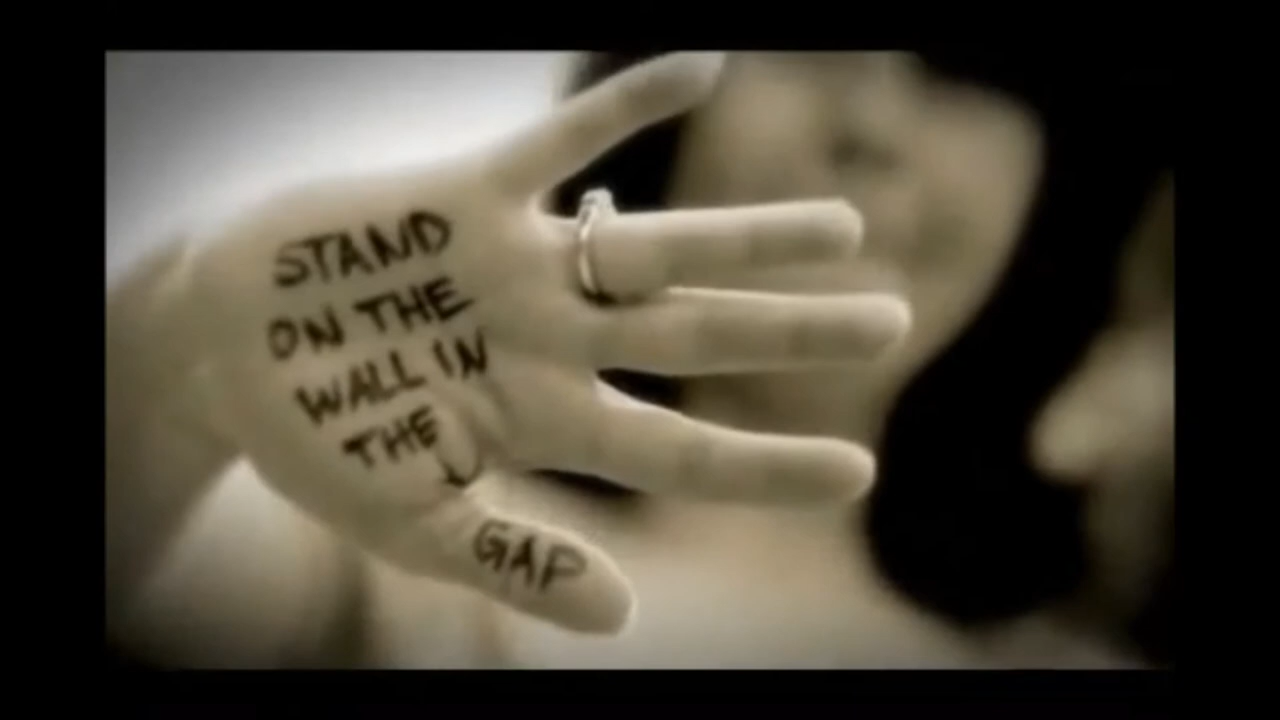 STAND
ON THE
WALL IN
THE
GAP